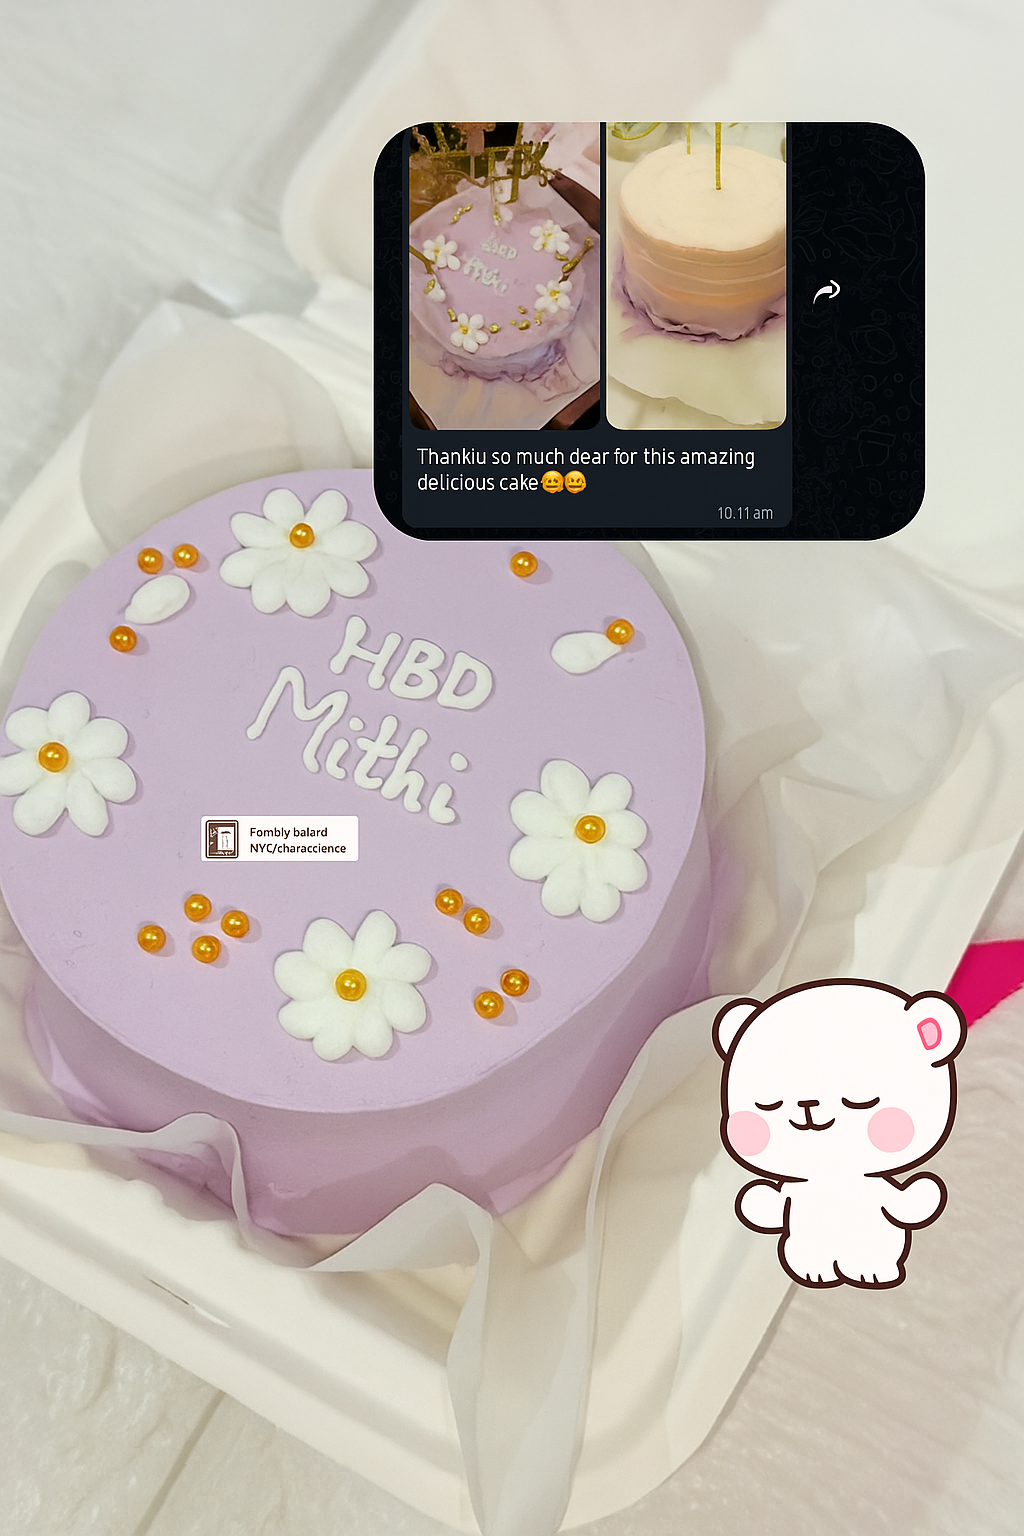 Thankiu so much dear for this amazing
delicious cake
10.11 am
HBD
Mithi
Fombly balard
NYC/characcience